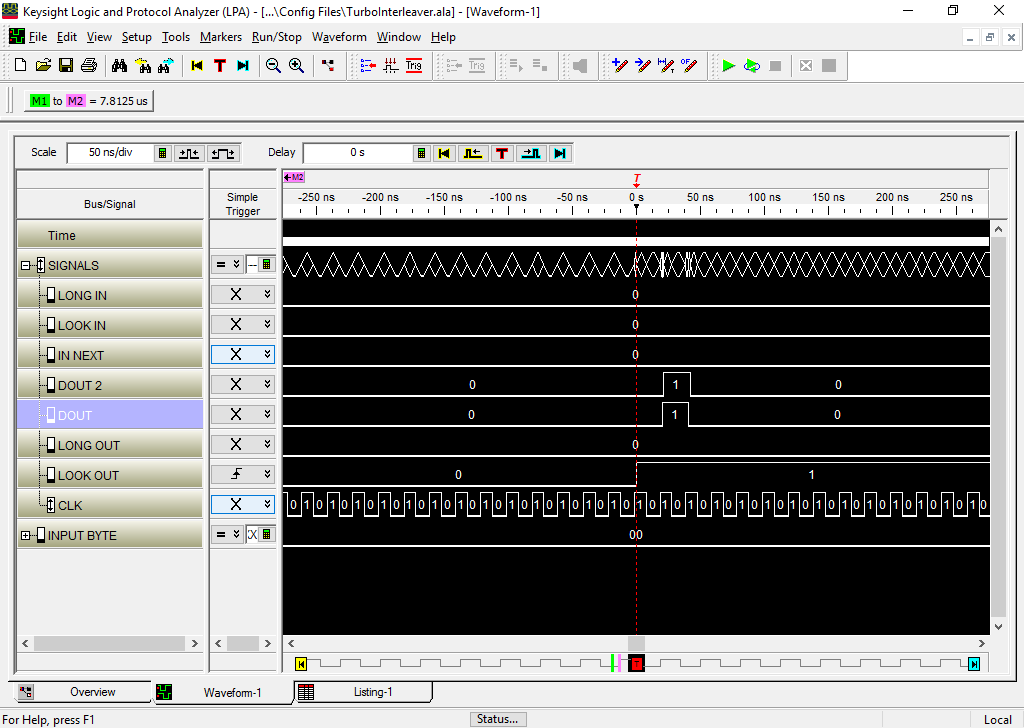 Keysight Logic and Protocol Analyzer (LPA) - [...\Config Files\TurboInterleaver.ala] - [Waveform-1]
File Edit View Setup Tools Markers Run/Stop Waveform Window Help
T Trig Trig
M1 to M2 = 7.8125 us
Scale 50 ns/div Delay 0 s T
M2
T
Bus/Signal Simple Trigger -250 ns -200 ns -150 ns -100 ns -50 ns 0 s 50 ns 100 ns 150 ns 200 ns 250 ns
Time
SIGNALS =
LONG IN X 0
LOOK IN X 0
IN NEXT X 0
DOUT 2 X 0 1 0
DOUT X 0 1 0
LONG OUT X 0
LOOK OUT 0 1
CLK X 0 1 0 1 0 1 0 1 0 1 0 1 0 1 0 1 0 1 0 1 0 1 0 1 0 1 0 1 0 1 0 1 0 1 0 1 0 1 0 1 0 1 0 1 0 1 0 1 0 1 0 1 0 1 0
INPUT BYTE = X 00
T
Overview Waveform-1 Listing-1
For Help, press F1 Status... Local